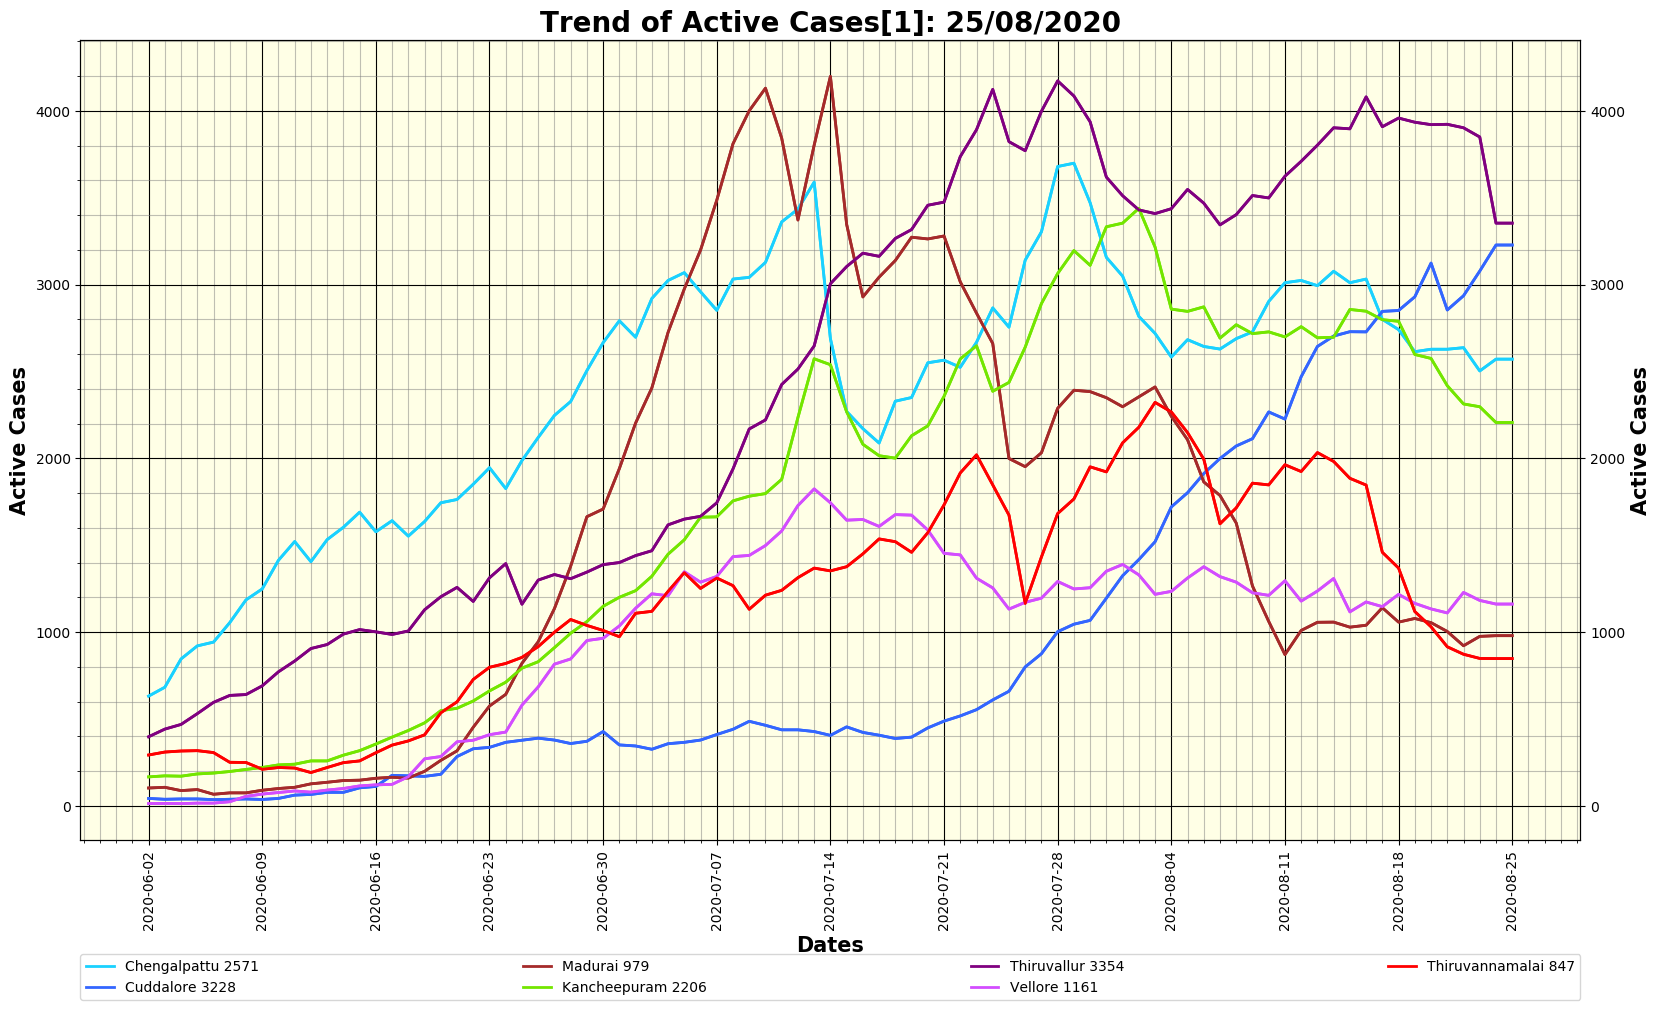 Trend of Active Cases[1]: 25/08/2020
Active Cases
4000
3000
2000
1000
0
4000
3000
2000
1000
0
Active Cases
2020-06-02
2020-06-09
2020-06-16
2020-06-23
2020-06-30
2020-07-07
2020-07-14
2020-07-21
2020-07-28
2020-08-04
2020-08-11
2020-08-18
2020-08-25
Dates
Chengalpattu 2571
Madurai 979
Thiruvallur 3354
Thiruvannamalai 847
Cuddalore 3228
Kancheepuram 2206
Vellore 1161